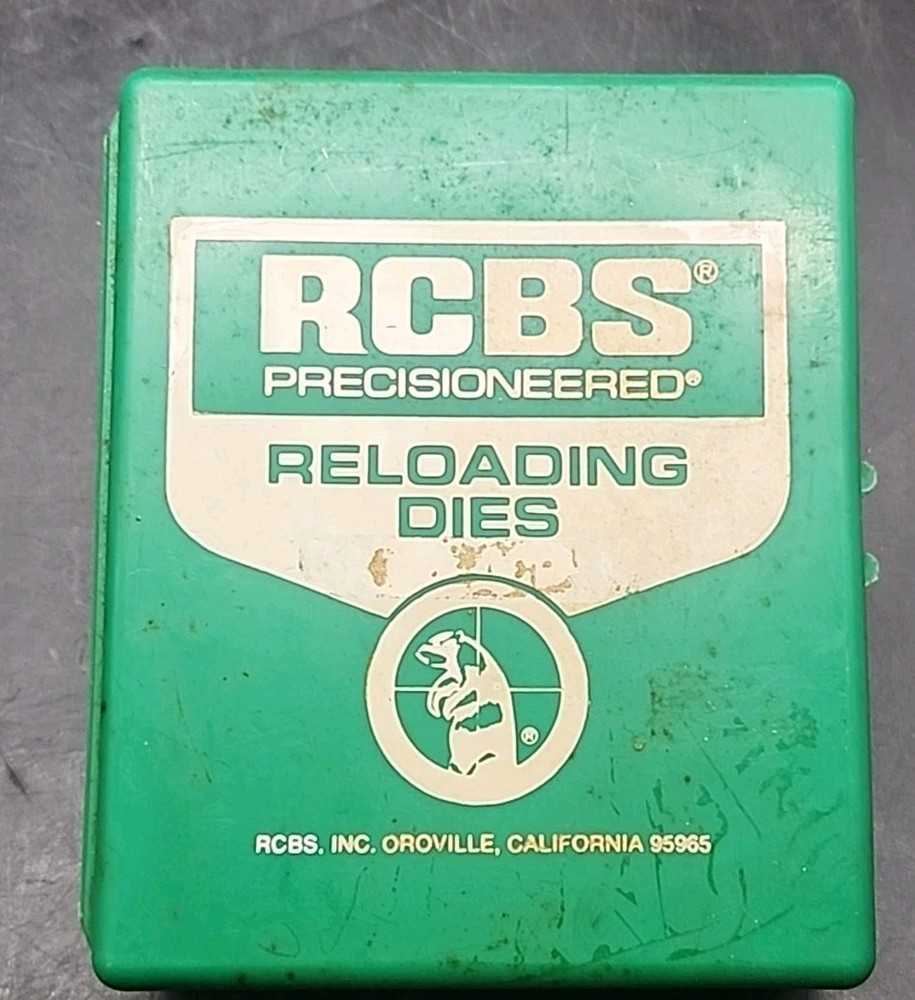 RCBS®
PRECISIONEERED®
RELOADING
DIES
®
RCBS, INC. OROVILLE, CALIFORNIA 95965